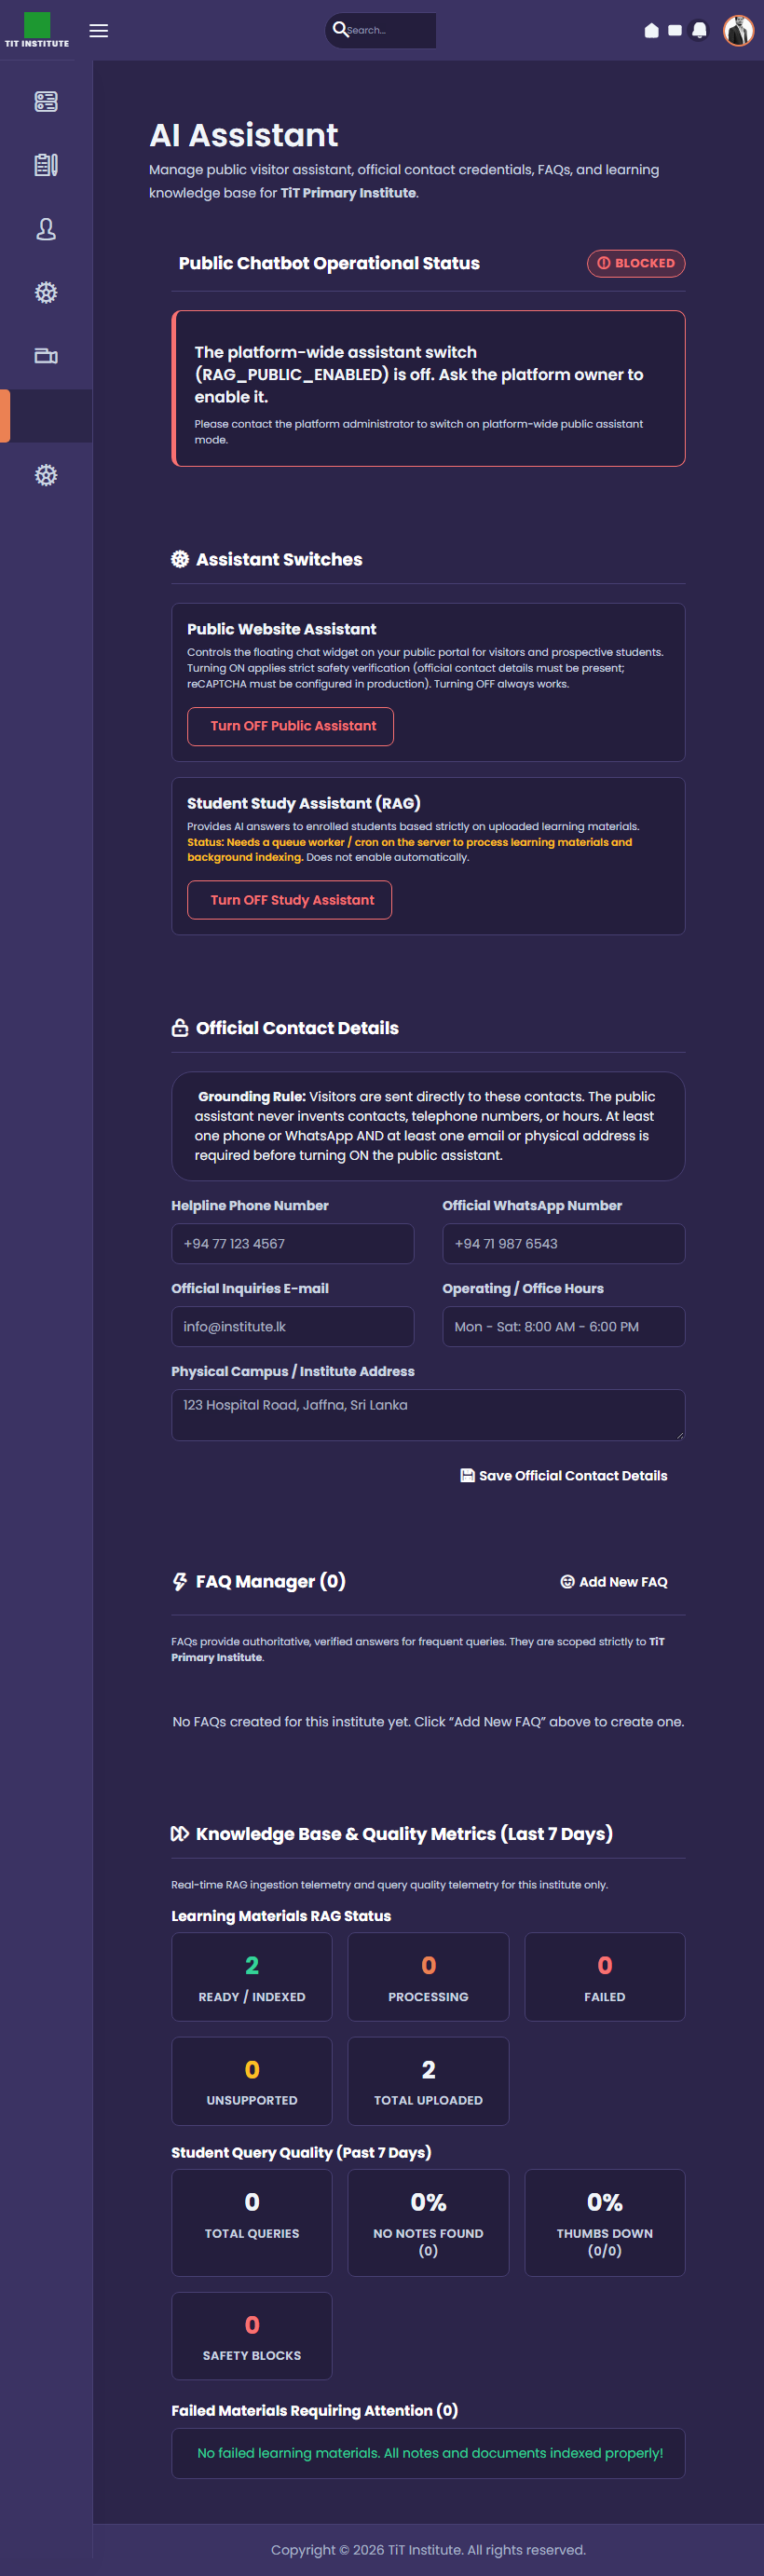 TIT INSTITUTE
Search...
AI Assistant
Manage public visitor assistant, official contact credentials, FAQs, and learning
knowledge base for TiT Primary Institute.
Public Chatbot Operational Status
BLOCKED
The platform-wide assistant switch
(RAG_PUBLIC_ENABLED) is off. Ask the platform owner to
enable it.
Please contact the platform administrator to switch on platform-wide public assistant
mode.
Assistant Switches
Public Website Assistant
Controls the floating chat widget on your public portal for visitors and prospective students.
Turning ON applies strict safety verification (official contact details must be present;
reCAPTCHA must be configured in production). Turning OFF always works.
Turn OFF Public Assistant
Student Study Assistant (RAG)
Provides AI answers to enrolled students based strictly on uploaded learning materials.
Status: Needs a queue worker / cron on the server to process learning materials and
background indexing. Does not enable automatically.
Turn OFF Study Assistant
Official Contact Details
Grounding Rule: Visitors are sent directly to these contacts. The public
assistant never invents contacts, telephone numbers, or hours. At least
one phone or WhatsApp AND at least one email or physical address is
required before turning ON the public assistant.
Helpline Phone Number
Official WhatsApp Number
+94 77 123 4567
+94 71 987 6543
Official Inquiries E-mail
Operating / Office Hours
info@institute.lk
Mon - Sat: 8:00 AM - 6:00 PM
Physical Campus / Institute Address
123 Hospital Road, Jaffna, Sri Lanka
Save Official Contact Details
FAQ Manager (0)
Add New FAQ
FAQs provide authoritative, verified answers for frequent queries. They are scoped strictly to TiT
Primary Institute.
No FAQs created for this institute yet. Click “Add New FAQ” above to create one.
Knowledge Base & Quality Metrics (Last 7 Days)
Real-time RAG ingestion telemetry and query quality telemetry for this institute only.
Learning Materials RAG Status
2
READY / INDEXED
0
PROCESSING
0
FAILED
0
UNSUPPORTED
2
TOTAL UPLOADED
Student Query Quality (Past 7 Days)
0
TOTAL QUERIES
0%
NO NOTES FOUND
(0)
0%
THUMBS DOWN
(0/0)
0
SAFETY BLOCKS
Failed Materials Requiring Attention (0)
No failed learning materials. All notes and documents indexed properly!
Copyright © 2026 TiT Institute. All rights reserved.